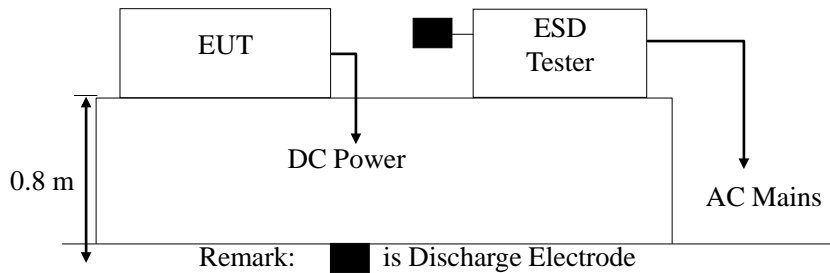 EUT
ESD
Tester
DC Power
0.8 m
AC Mains
Remark: is Discharge Electrode